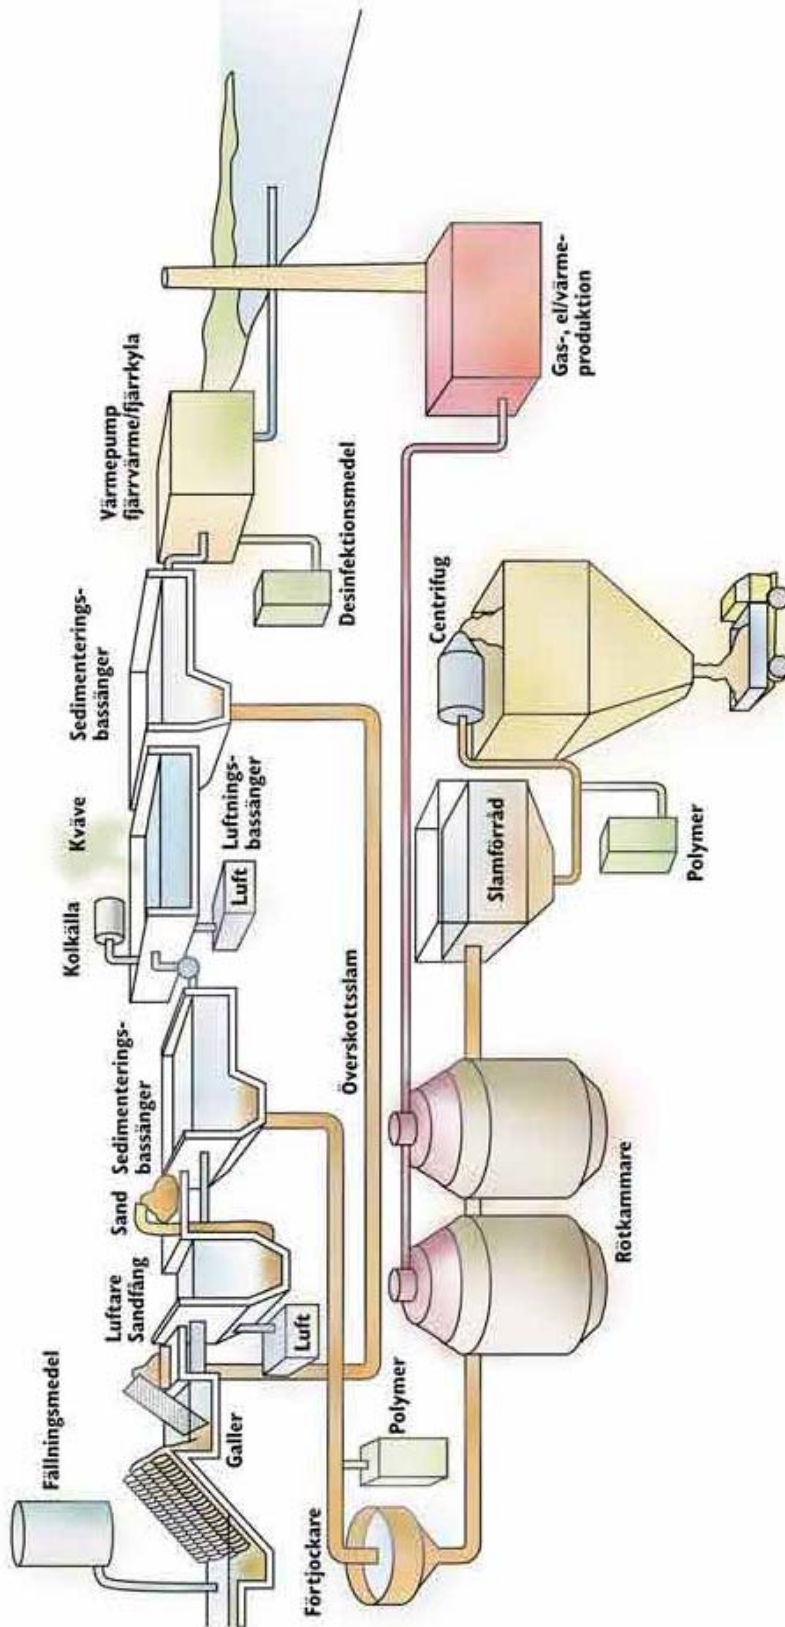 Fällningsmedel
Galler
Luftare
Sandfång
Luft
Sand
Sedimenterings-
bassänger
Kolkälla
Kväve
Luft
Luftnings-
bassänger
Sedimenterings-
bassänger
Värmepump
fjärrvärme/fjärrkyla
Desinfektionsmedel
Överskottsslam
Förtjockare
Polymer
Rötkammare
Slamförråd
Polymer
Centrifug
Gas-, el/värme-
produktion